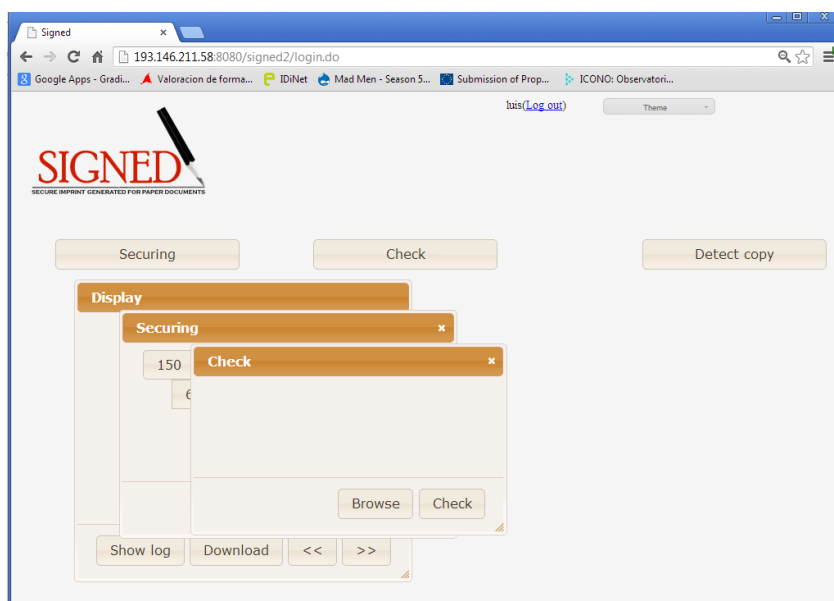 Signed
193.146.211.58:8080/signed2/login.do
Google Apps - Gradi... Valoracion de forma... IDiNet Mad Men - Season 5... Submission of Prop... ICONO: Observatori...
luis(Log out) Theme
SIGNED
SECURE IMPRINT GENERATED FOR PAPER DOCUMENTS
Securing Check Detect copy
Display
Securing
150 Check
6
Browse Check
Show log Download << >>